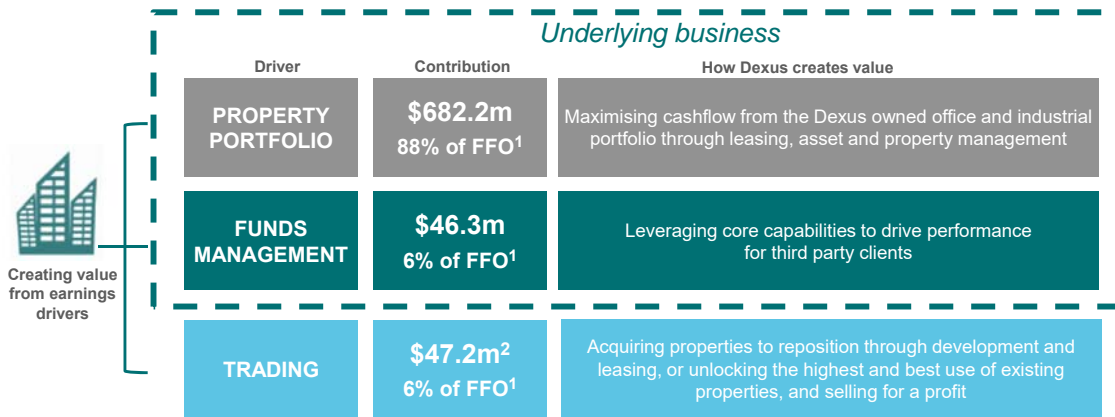 Underlying business
Driver
Contribution
How Dexus creates value
PROPERTY
PORTFOLIO
$682.2m
88% of FFO1
Maximising cashflow from the Dexus owned office and industrial
portfolio through leasing, asset and property management
FUNDS
MANAGEMENT
$46.3m
6% of FFO1
Leveraging core capabilities to drive performance
for third party clients
Creating value
from earnings
drivers
TRADING
$47.2m2
6% of FFO1
Acquiring properties to reposition through development and
leasing, or unlocking the highest and best use of existing
properties, and selling for a profit